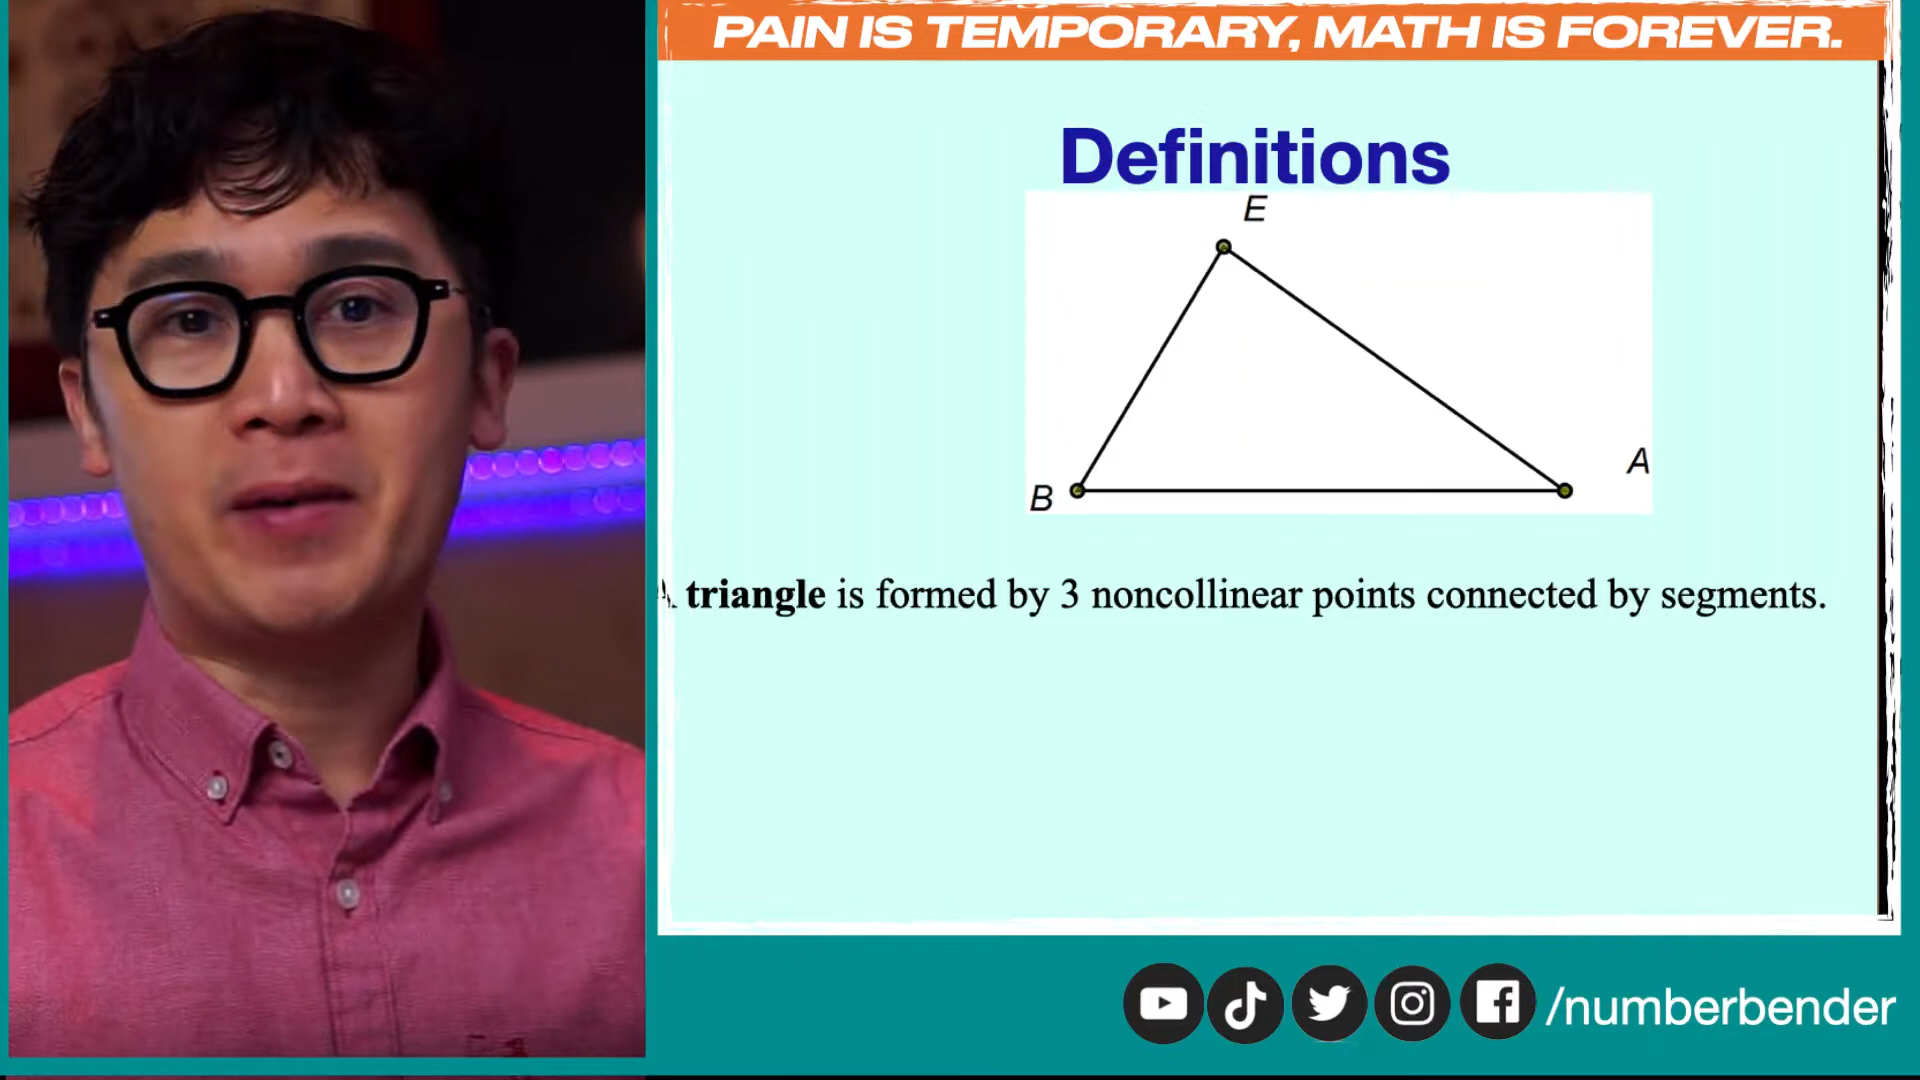 PAIN IS TEMPORARY, MATH IS FOREVER.
Definitions
E
A
B
A triangle is formed by 3 noncollinear points connected by segments.
/numberbender